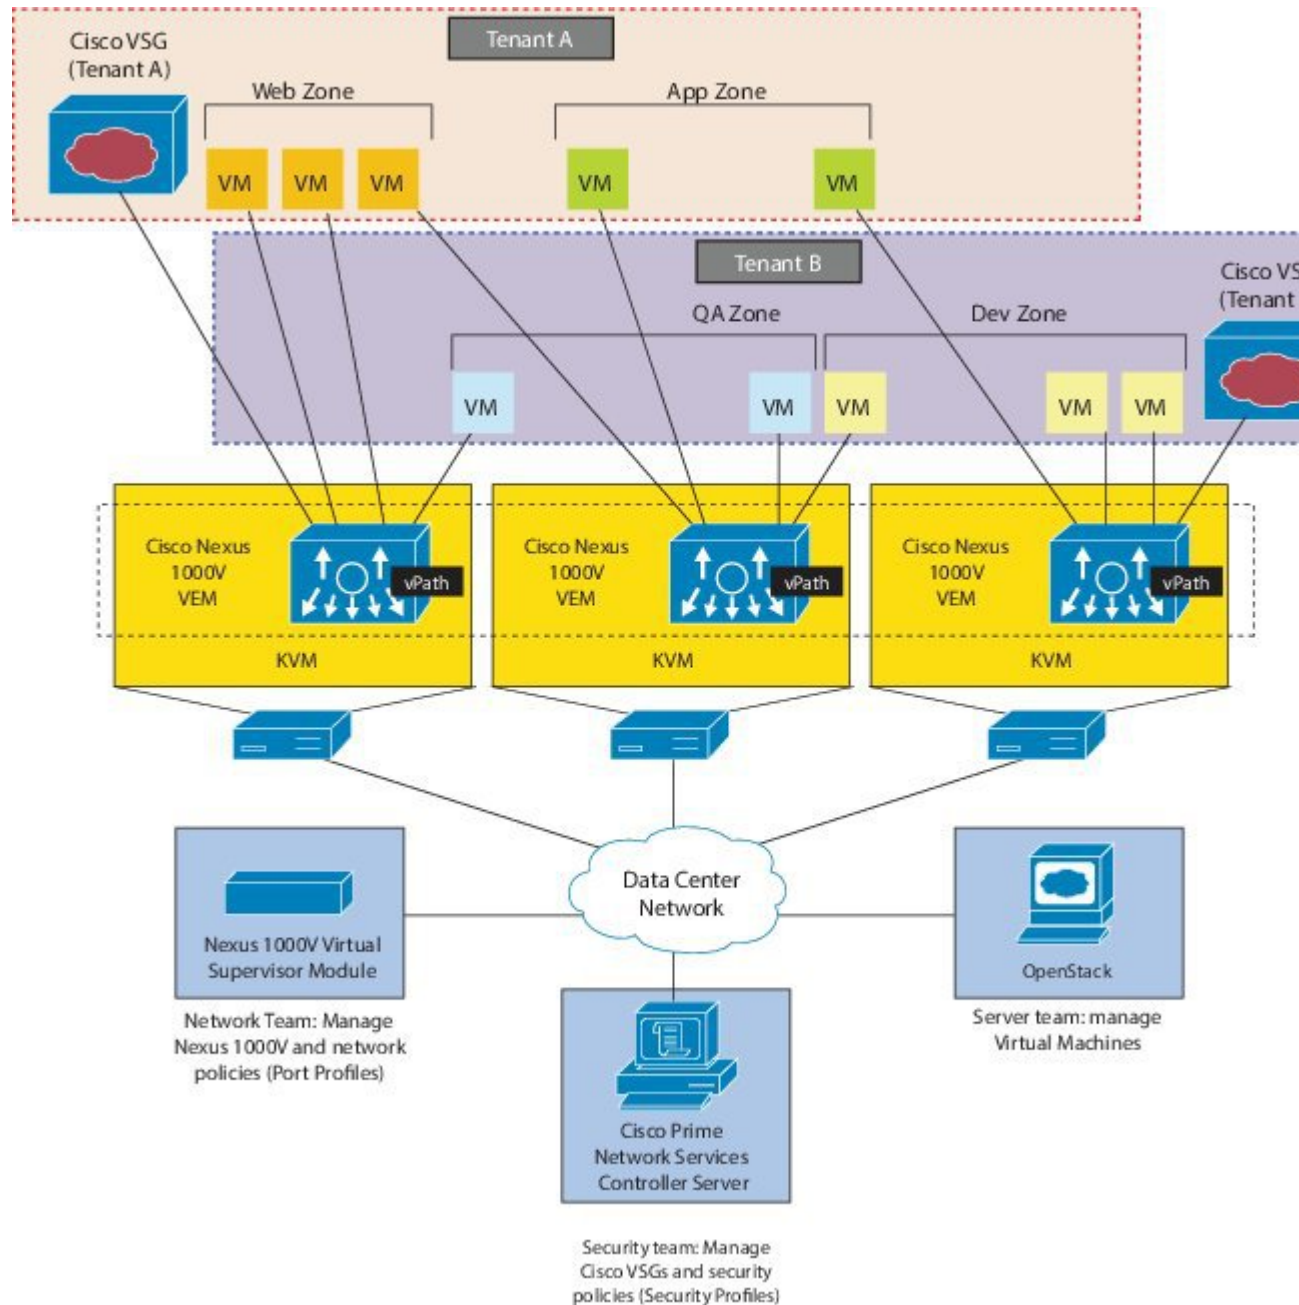 Cisco VSG
(Tenant A)
Tenant A
Web Zone
App Zone
VM
VM
VM
VM
VM
Tenant B
Cisco VS
(Tenant
QA Zone
Dev Zone
VM
VM
VM
VM
VM
Cisco Nexus
1000V
VEM
vPath
KVM
Cisco Nexus
1000V
VEM
vPath
KVM
Cisco Nexus
1000V
VEM
vPath
KVM
Data Center
Network
Nexus 1000V Virtual
Supervisor Module
Network Team: Manage
Nexus 1000V and network
policies (Port Profiles)
OpenStack
Server team: manage
Virtual Machines
Cisco Prime
Network Services
Controller Server
Security team: Manage
Cisco VSGs and security
policies (Security Profiles)